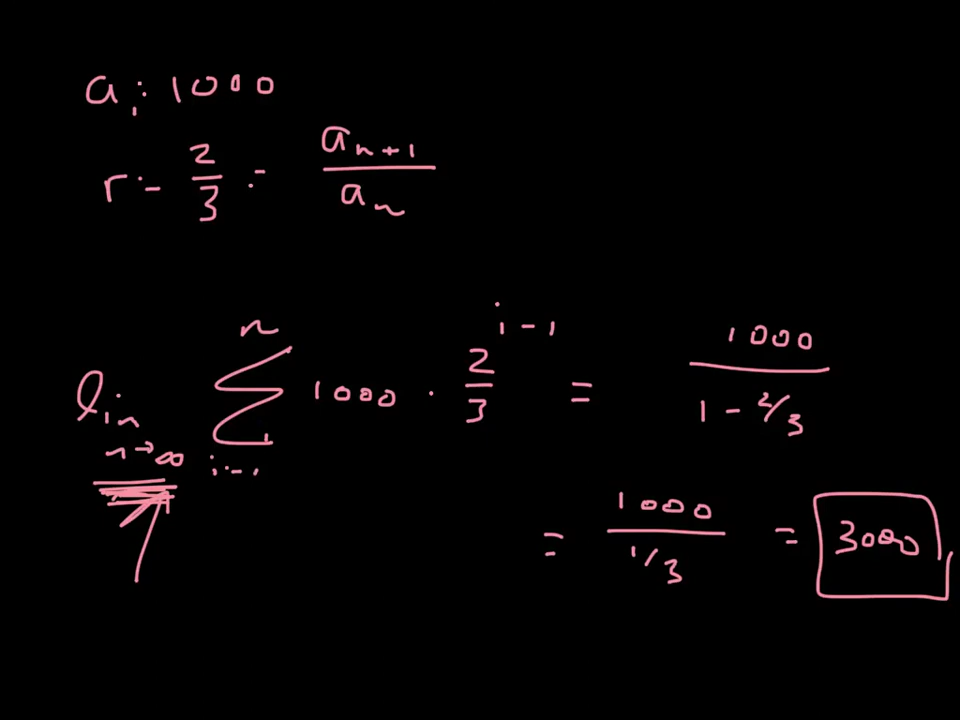 a₁ = 1000
r = 2/3 = aₙ₊₁/aₙ
lim n→∞ n Σ i=1 1000 · 2/3 i-1 = 1000/(1 - 2/3)
= 1000/(1/3) = 3000